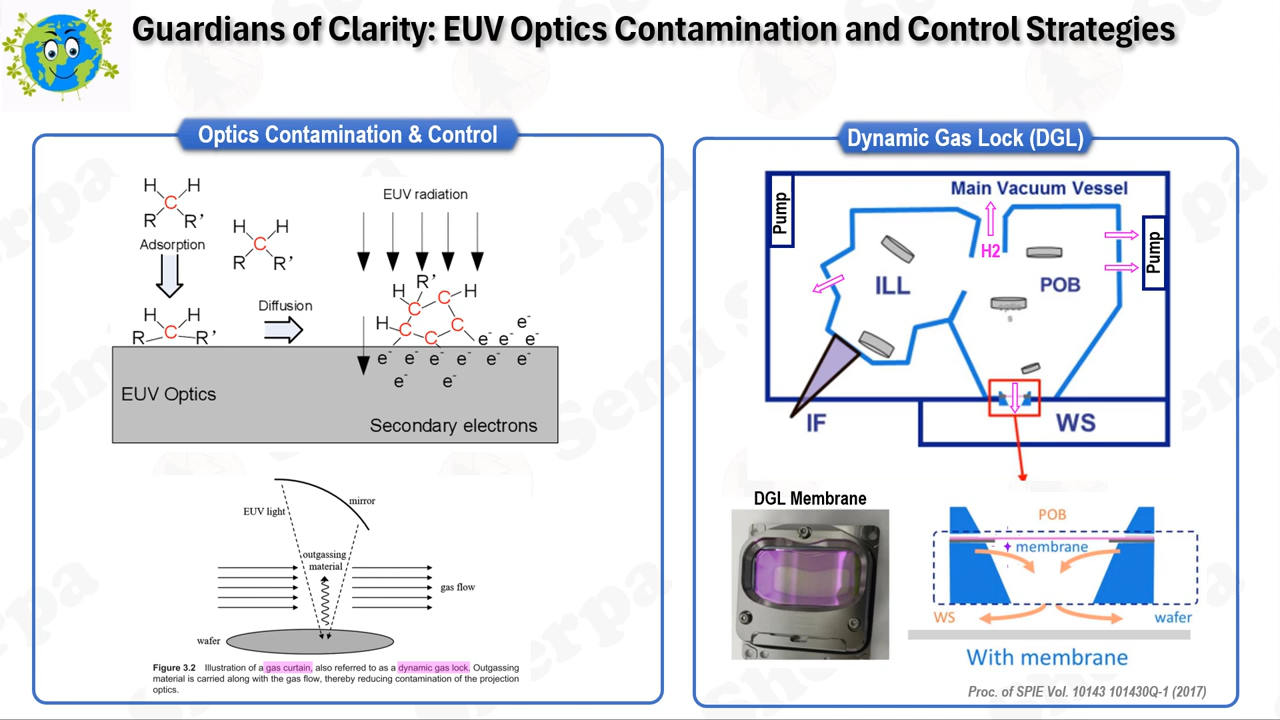 Guardians of Clarity: EUV Optics Contamination and Control Strategies
Optics Contamination & Control
H H
C
R R’
Adsorption
H H
C
R R’
Diffusion
H H
C
R R’
EUV radiation
R’
H C C H
H C C
C
e⁻ e⁻ e⁻ e⁻
e⁻ e⁻ e⁻ e⁻ e⁻ e⁻
e⁻ e⁻
EUV Optics
Secondary electrons
mirror
EUV light
outgassing
material
gas flow
wafer
Figure 3.2 Illustration of a gas curtain, also referred to as a dynamic gas lock. Outgassing
material is carried along with the gas flow, thereby reducing contamination of the projection
optics.
Dynamic Gas Lock (DGL)
Pump
Main Vacuum Vessel
H2
Pump
ILL
POB
IF
WS
DGL Membrane
POB
membrane
WS
wafer
With membrane
Proc. of SPIE Vol. 10143 101430Q-1 (2017)